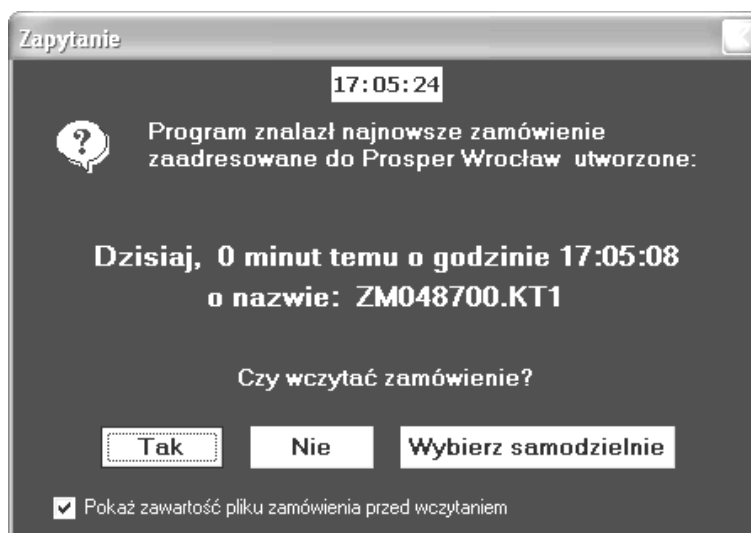 Zapytanie
17:05:24
Program znalazł najnowsze zamówienie
zaadresowane do Prosper Wrocław utworzone:
Dzisiaj, 0 minut temu o godzinie 17:05:08
o nazwie: ZM048700.KT1
Czy wczytać zamówienie?
Tak Nie Wybierz samodzielnie
Pokaż zawartość pliku zamówienia przed wczytaniem